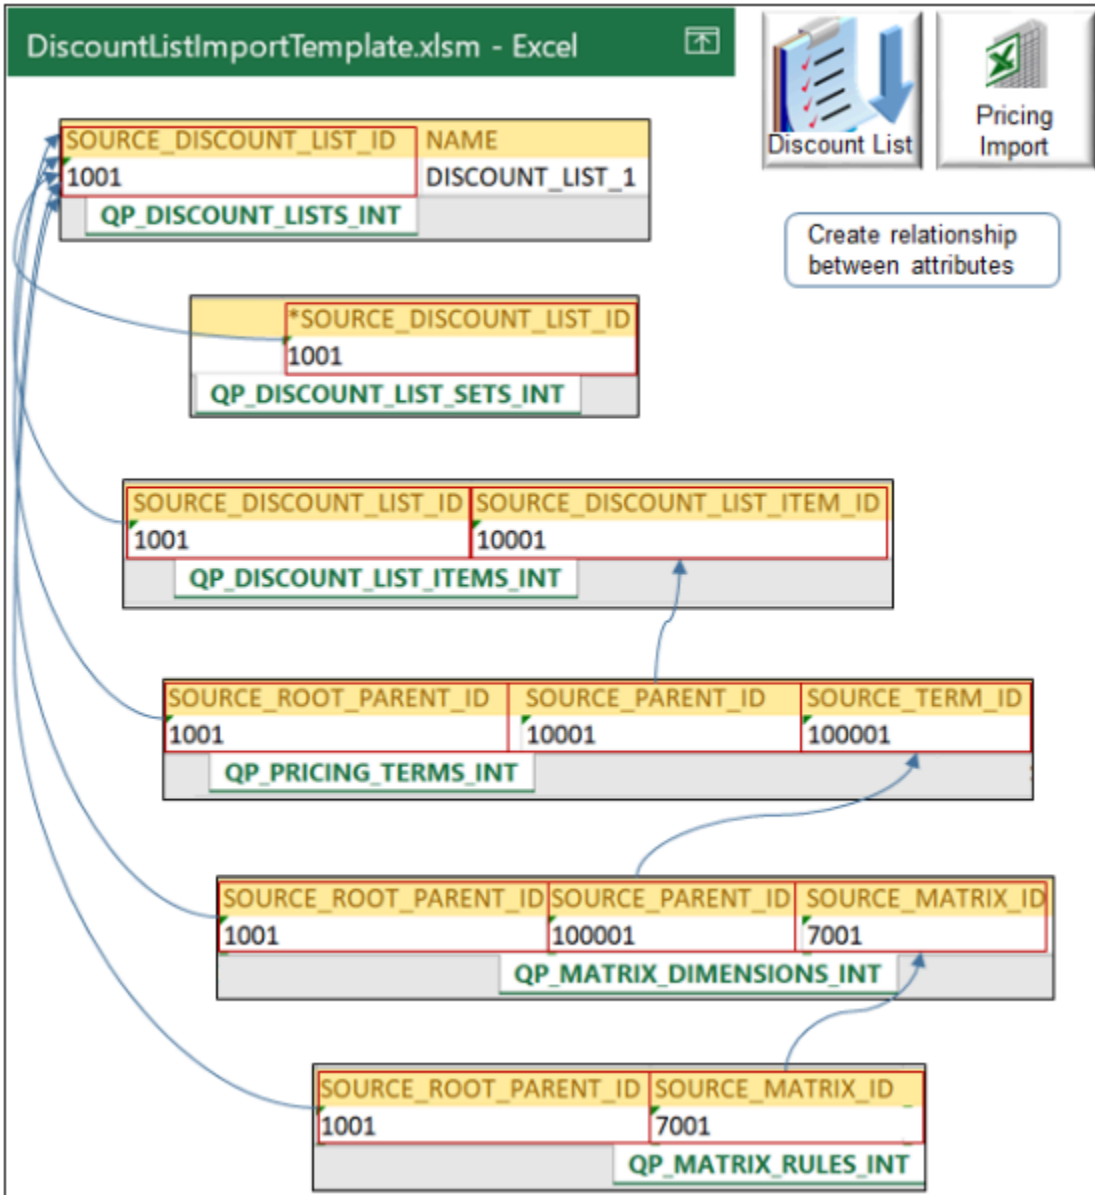 DiscountListImportTemplate.xlsm - Excel
Discount List
Pricing
Import
SOURCE_DISCOUNT_LIST_ID NAME
1001 DISCOUNT_LIST_1
QP_DISCOUNT_LISTS_INT
Create relationship
between attributes
*SOURCE_DISCOUNT_LIST_ID
1001
QP_DISCOUNT_LIST_SETS_INT
SOURCE_DISCOUNT_LIST_ID SOURCE_DISCOUNT_LIST_ITEM_ID
1001 10001
QP_DISCOUNT_LIST_ITEMS_INT
SOURCE_ROOT_PARENT_ID SOURCE_PARENT_ID SOURCE_TERM_ID
1001 10001 100001
QP_PRICING_TERMS_INT
SOURCE_ROOT_PARENT_ID SOURCE_PARENT_ID SOURCE_MATRIX_ID
1001 100001 7001
QP_MATRIX_DIMENSIONS_INT
SOURCE_ROOT_PARENT_ID SOURCE_MATRIX_ID
1001 7001
QP_MATRIX_RULES_INT